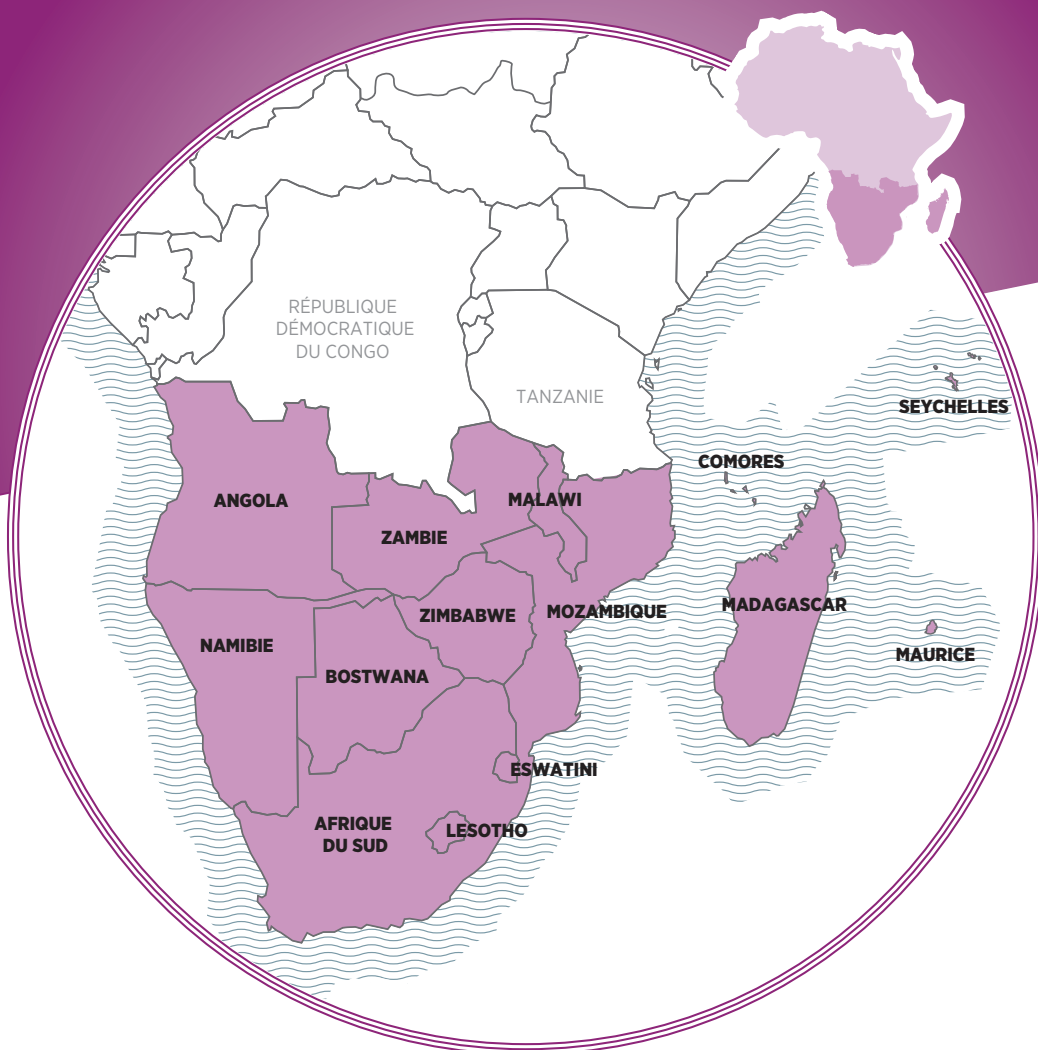 RÉPUBLIQUE
DÉMOCRATIQUE
DU CONGO
TANZANIE
SEYCHELLES
COMORES
ANGOLA
MALAWI
ZAMBIE
ZIMBABWE
MOZAMBIQUE
MADAGASCAR
NAMIBIE
MAURICE
BOSTWANA
ESWATINI
AFRIQUE
DU SUD
LESOTHO